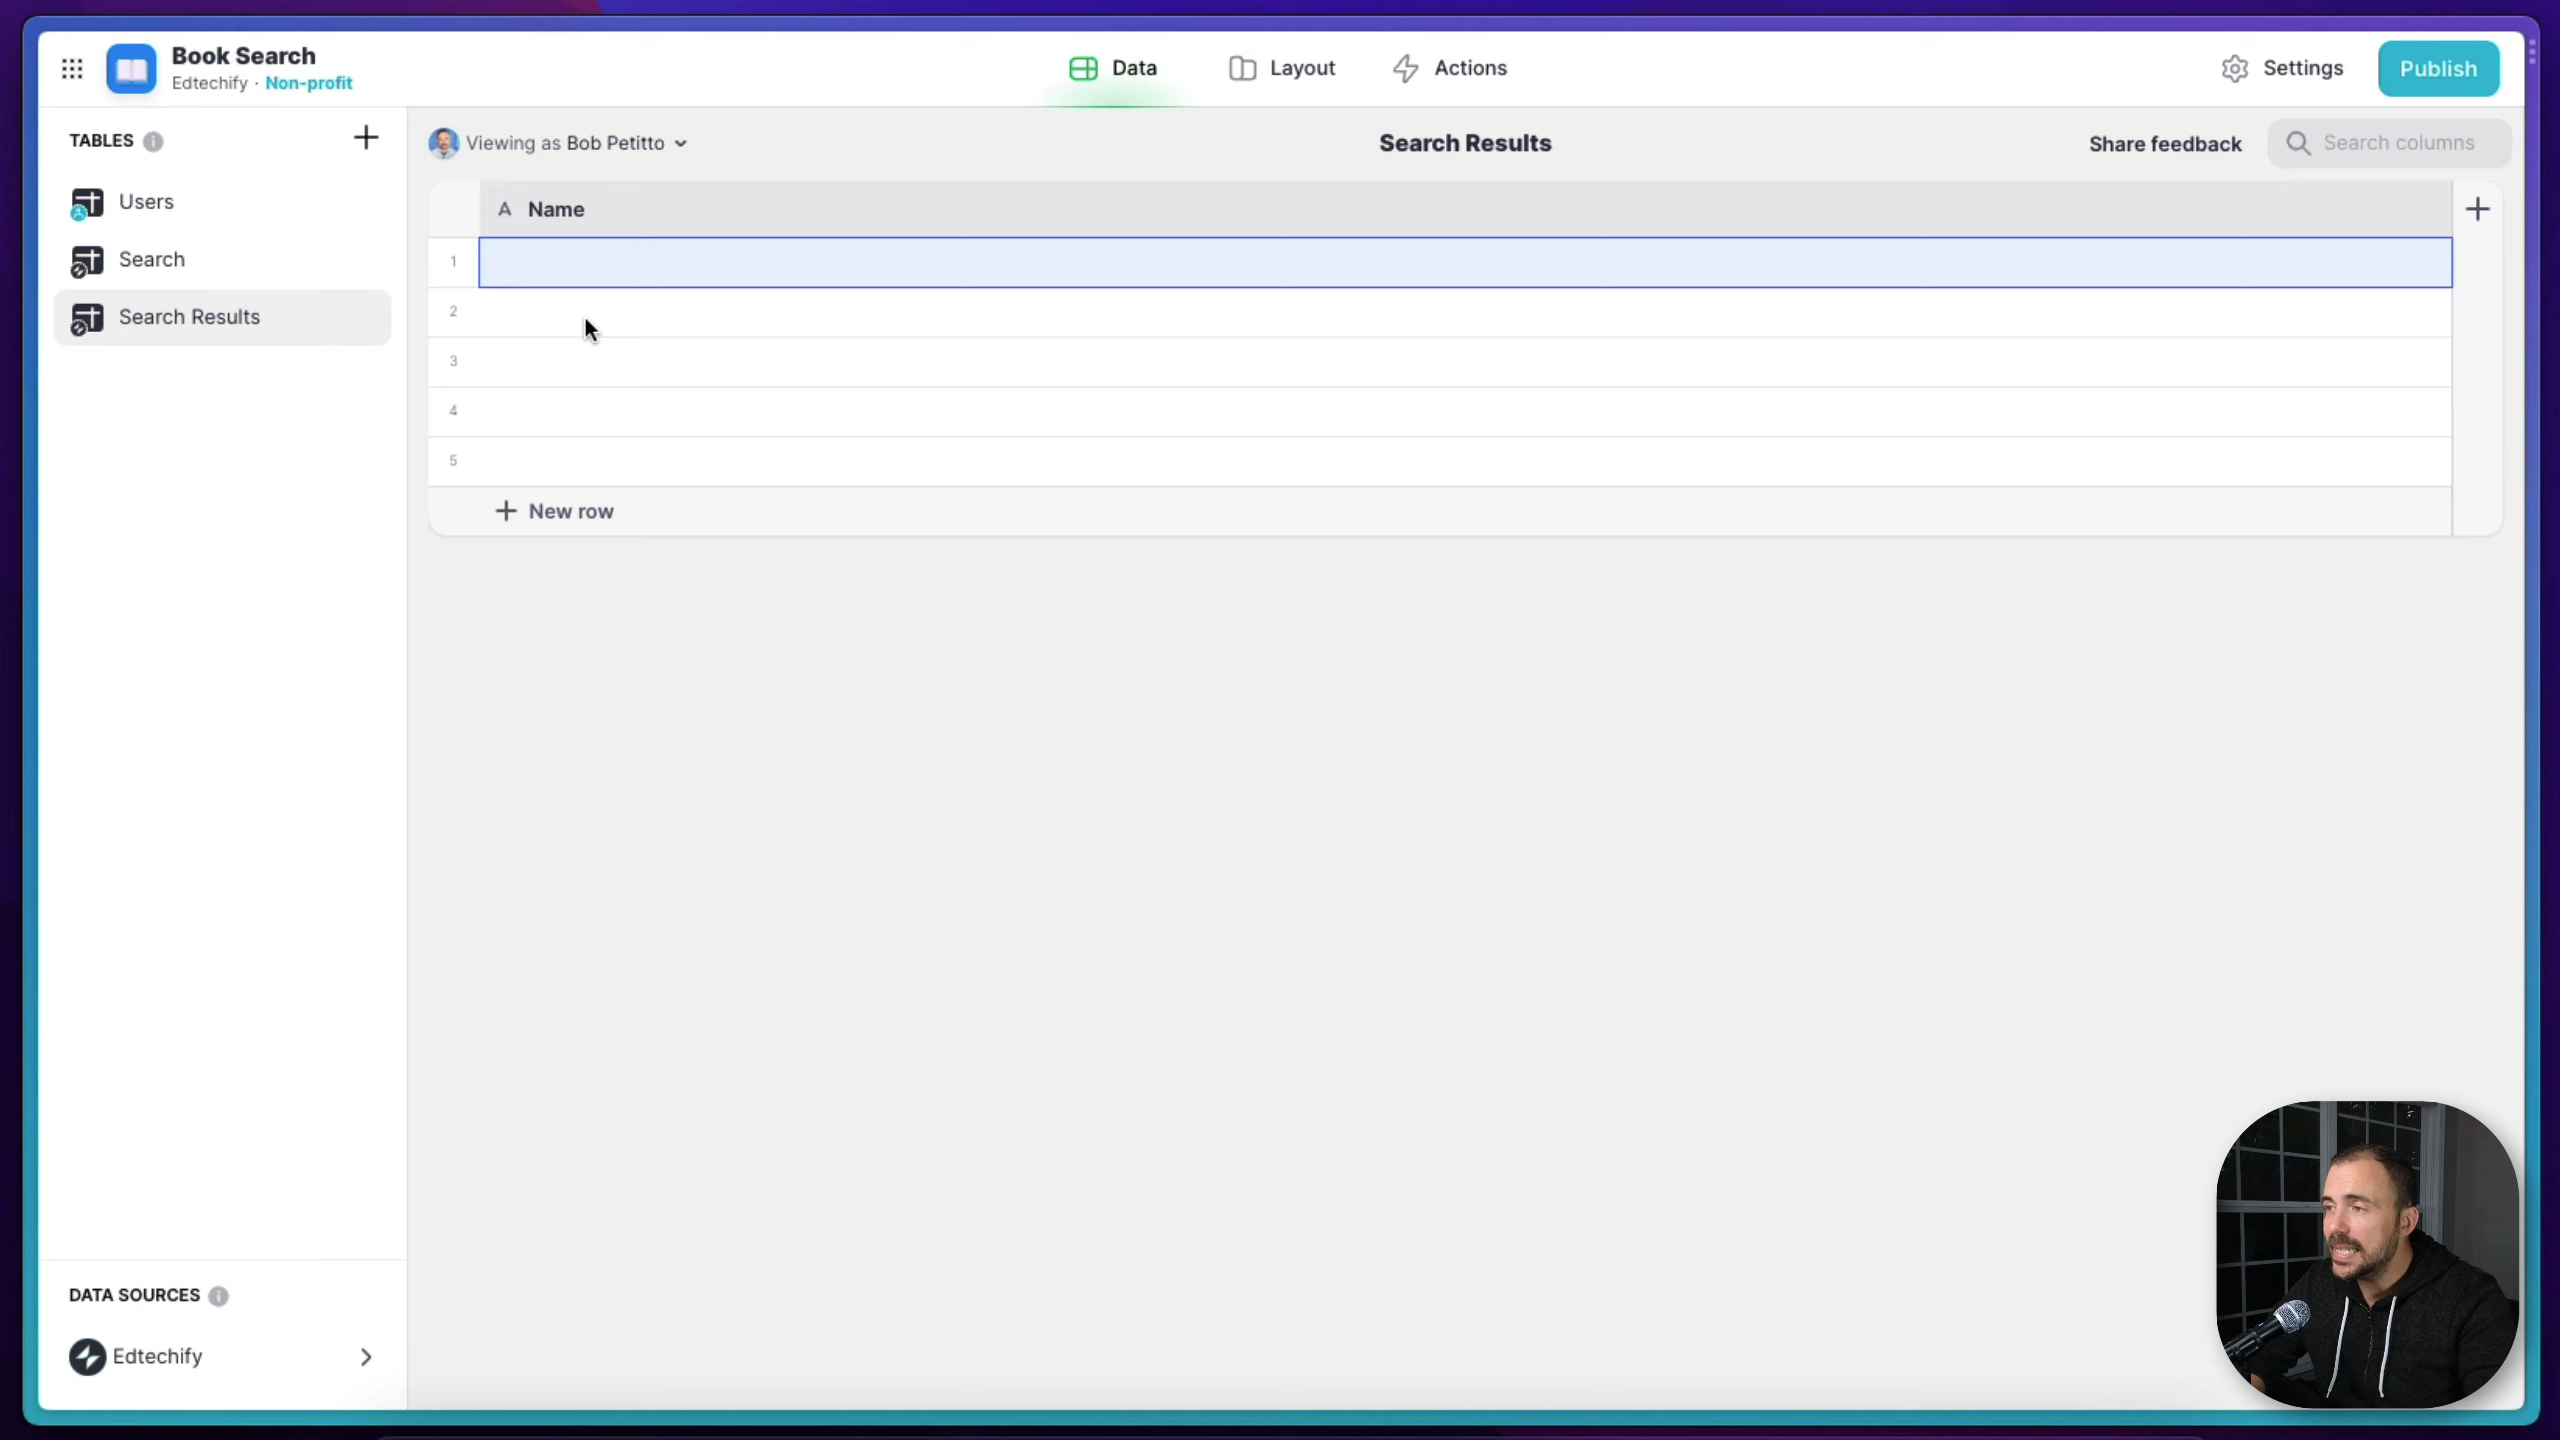 Book Search
Edtechify · Non-profit
Data
Layout
Actions
Settings
Publish
TABLES
Users
Search
Search Results
Viewing as Bob Petitto
Search Results
Share feedback
Search columns
Name
1
2
3
4
5
New row
DATA SOURCES
Edtechify